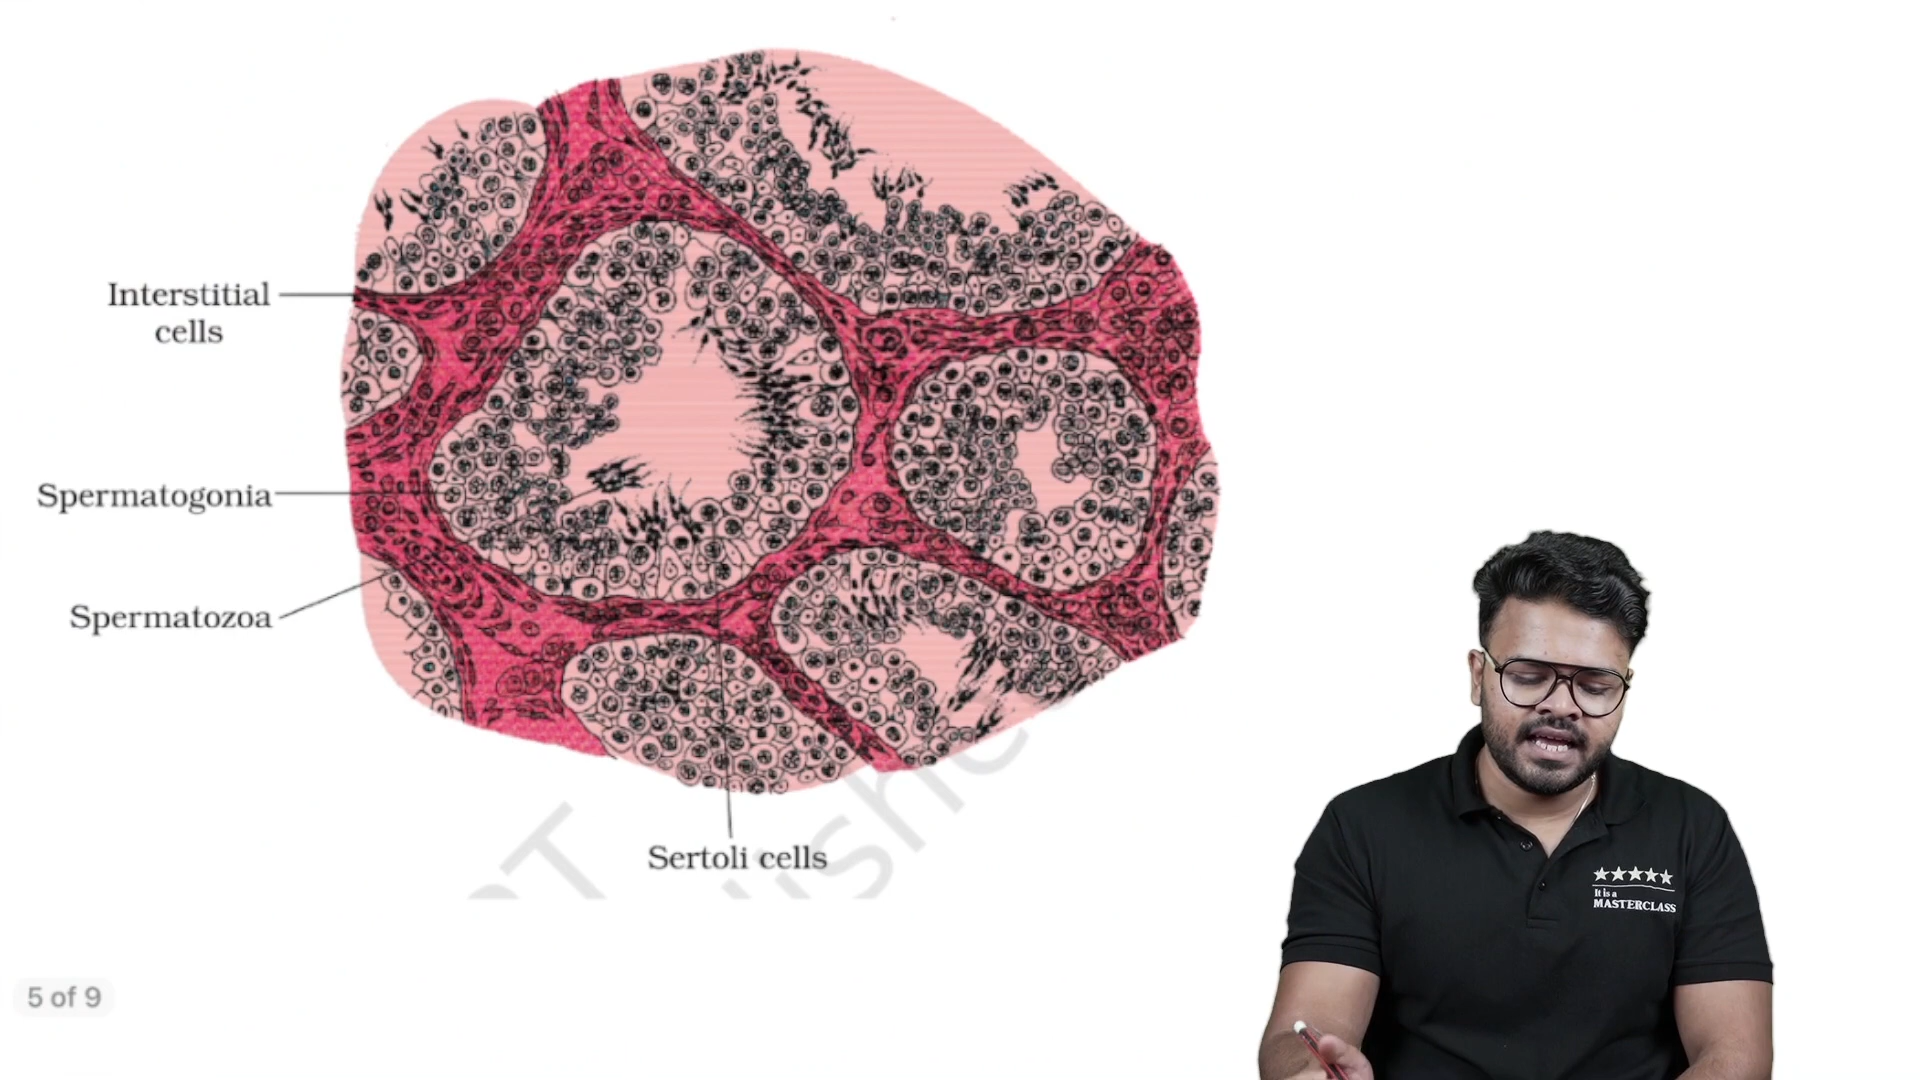 Interstitial
cells
Spermatogonia
Spermatozoa
Sertoli cells
5 of 9
It is a
MASTERCLASS